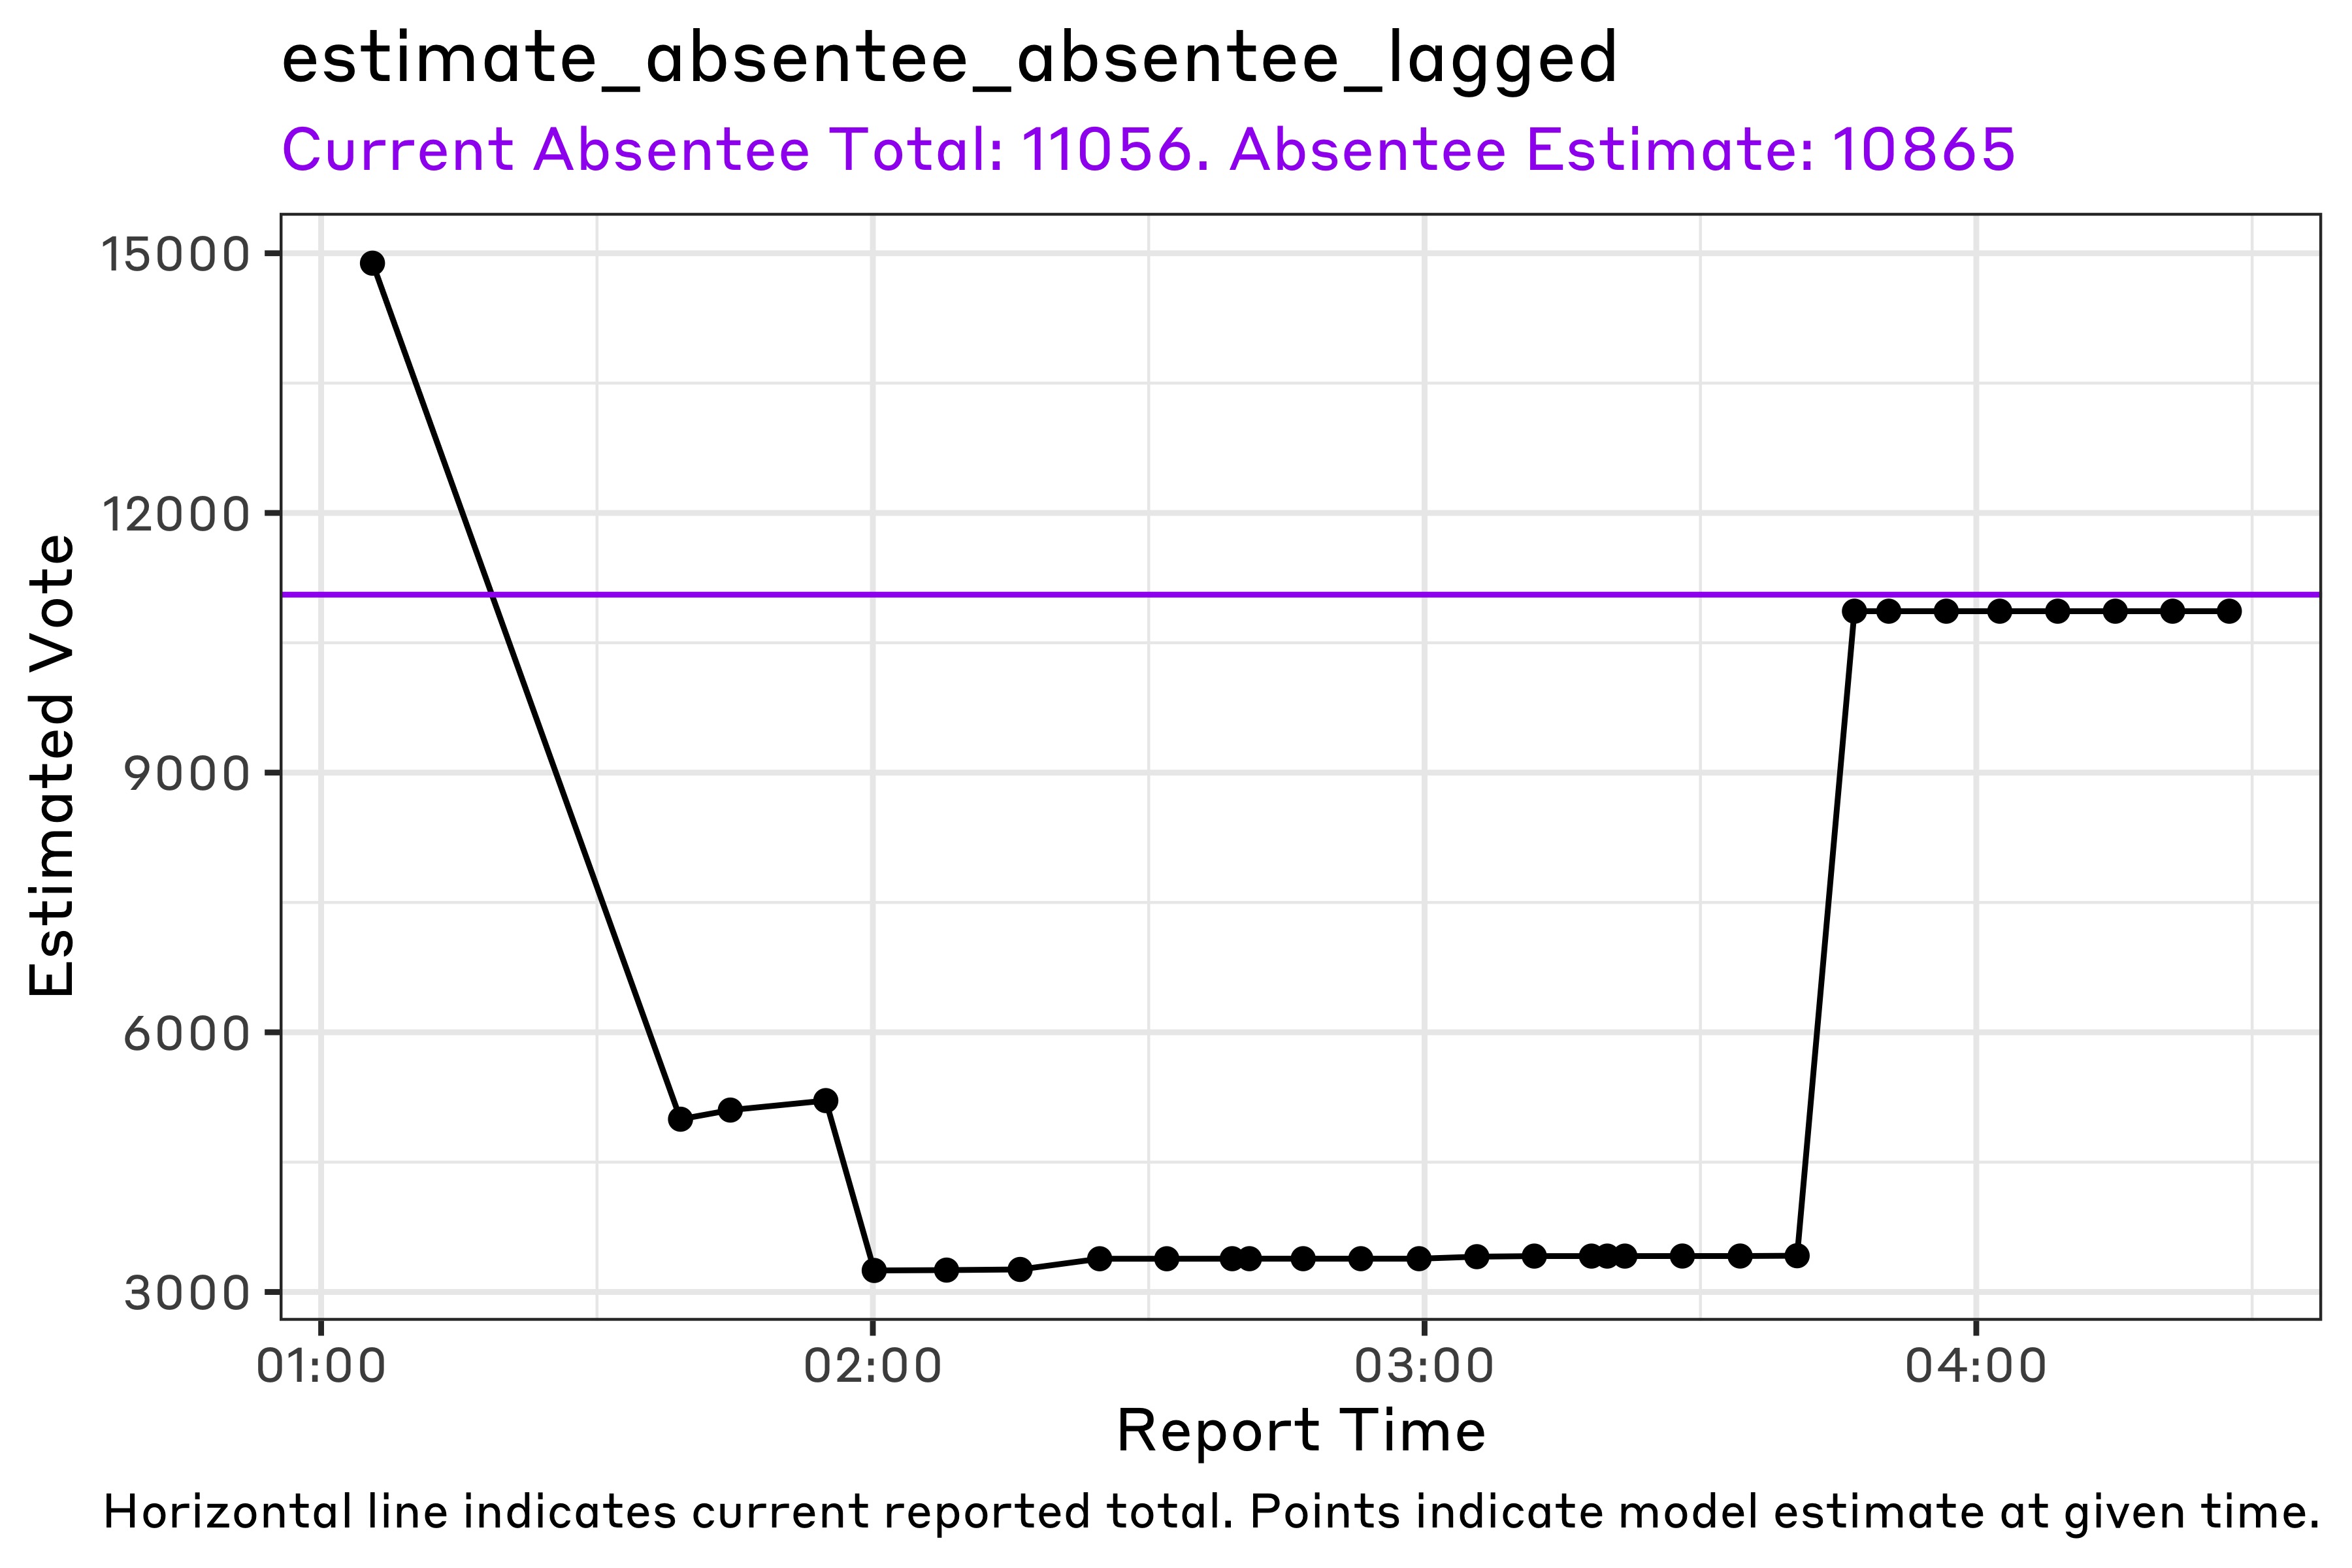 estimate_absentee_absentee_lagged
Current Absentee Total: 11056. Absentee Estimate: 10865
Estimated Vote
15000
12000
9000
6000
3000
01:00 02:00 03:00 04:00
Report Time
Horizontal line indicates current reported total. Points indicate model estimate at given time.